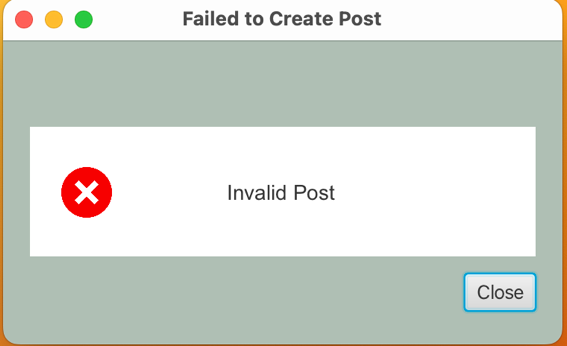 Failed to Create Post
Invalid Post
Close